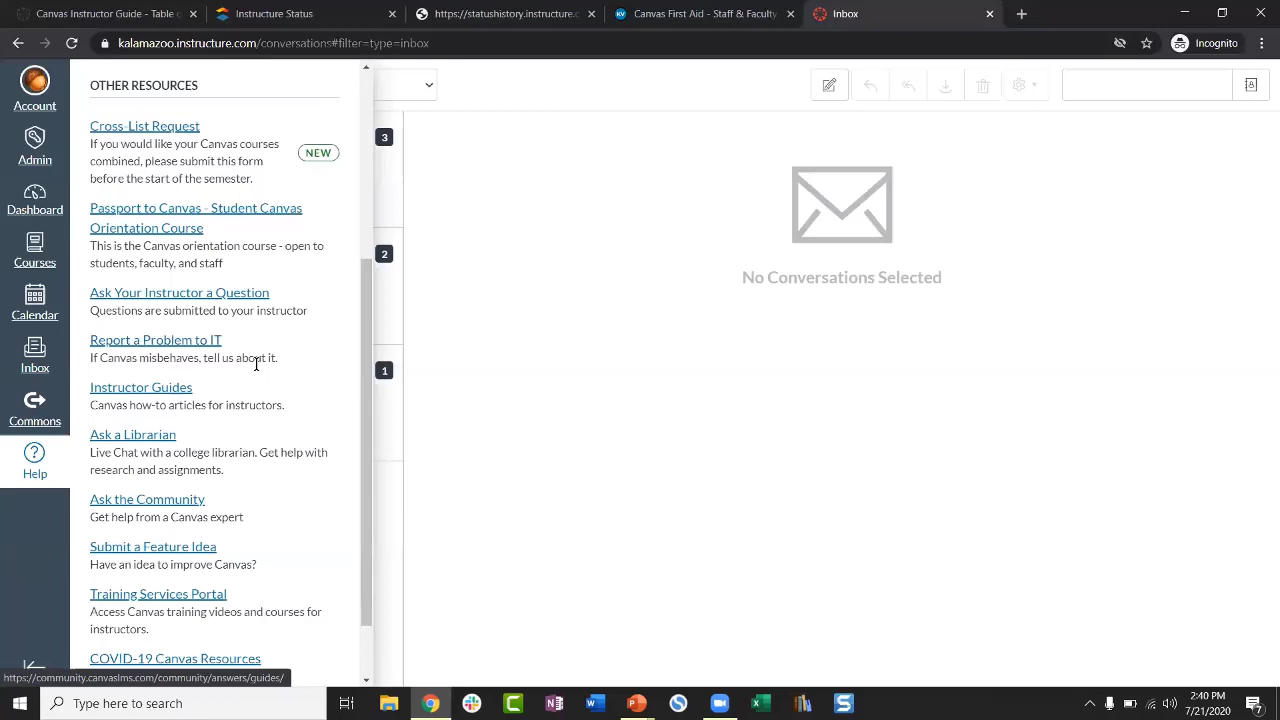 Getting Started - Table
Instructure Status
https://statushistory.instructure.c
Canvas First Aid - Staff & Faculty
Inbox
kalamazoo.instructure.com/conversations#filter=type=inbox
Incognito
Account
Admin
Dashboard
Courses
Calendar
Inbox
Commons
Help
OTHER RESOURCES
Cross-List Request
If you would like your Canvas courses
combined, please submit this form
before the start of the semester.
NEW
Passport to Canvas - Student Canvas
Orientation Course
This is the Canvas orientation course - open to
students, faculty, and staff
Ask Your Instructor a Question
Questions are submitted to your instructor
Report a Problem to IT
If Canvas misbehaves, tell us about it.
Instructor Guides
Canvas how-to articles for instructors.
Ask a Librarian
Live Chat with a college librarian. Get help with
research and assignments.
Ask the Community
Get help from a Canvas expert
Submit a Feature Idea
Have an idea to improve Canvas?
Training Services Portal
Access Canvas training videos and courses for
instructors.
COVID-19 Canvas Resources
3
2
1
No Conversations Selected
https://community.canvaslms.com/community/answers/guides/
Type here to search
2:40 PM
7/21/2020